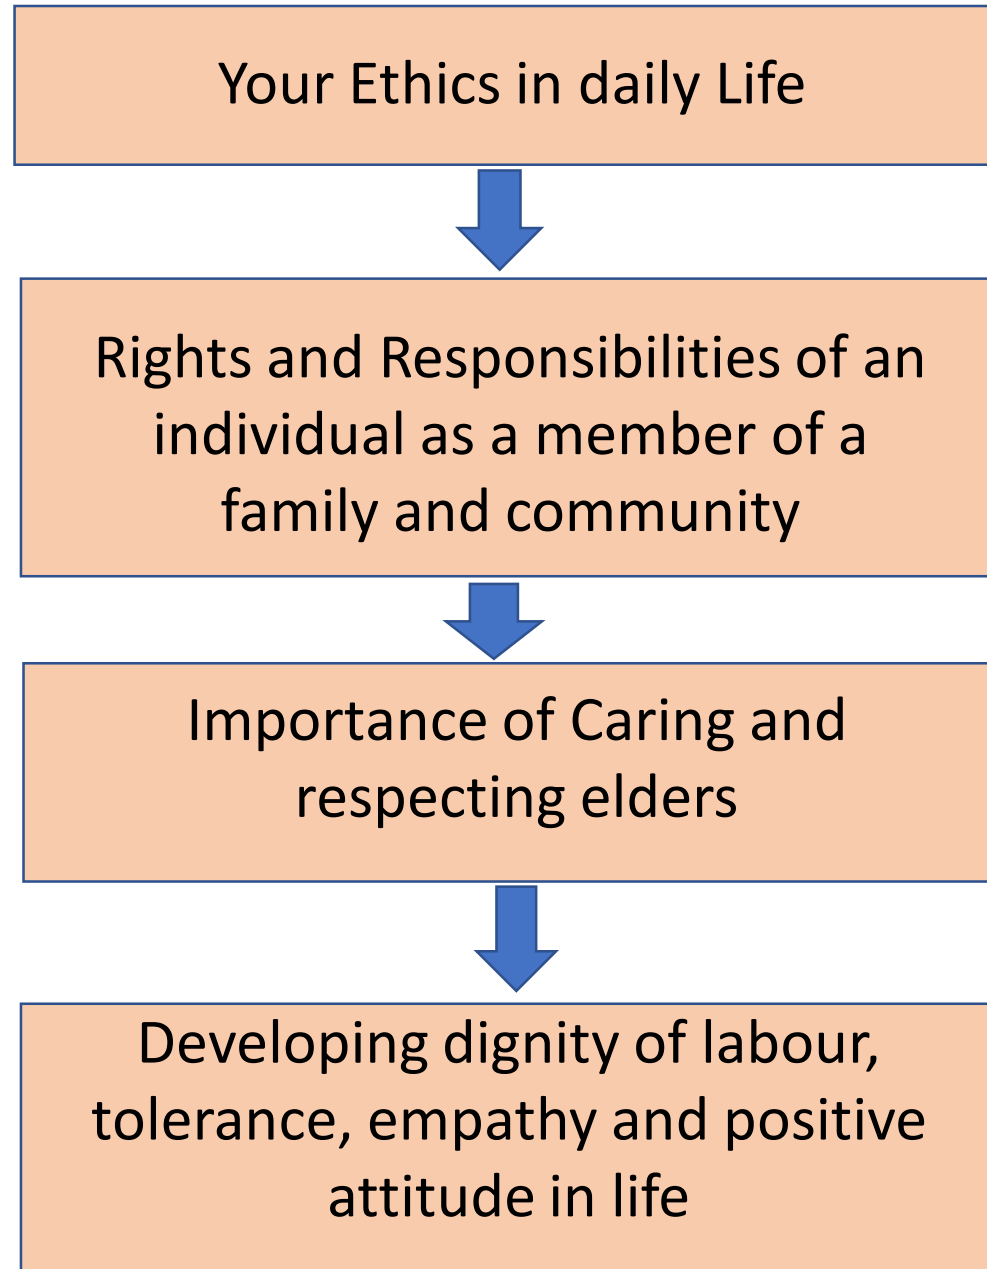 Your Ethics in daily Life
Rights and Responsibilities of an
individual as a member of a
family and community
Importance of Caring and
respecting elders
Developing dignity of labour,
tolerance, empathy and positive
attitude in life